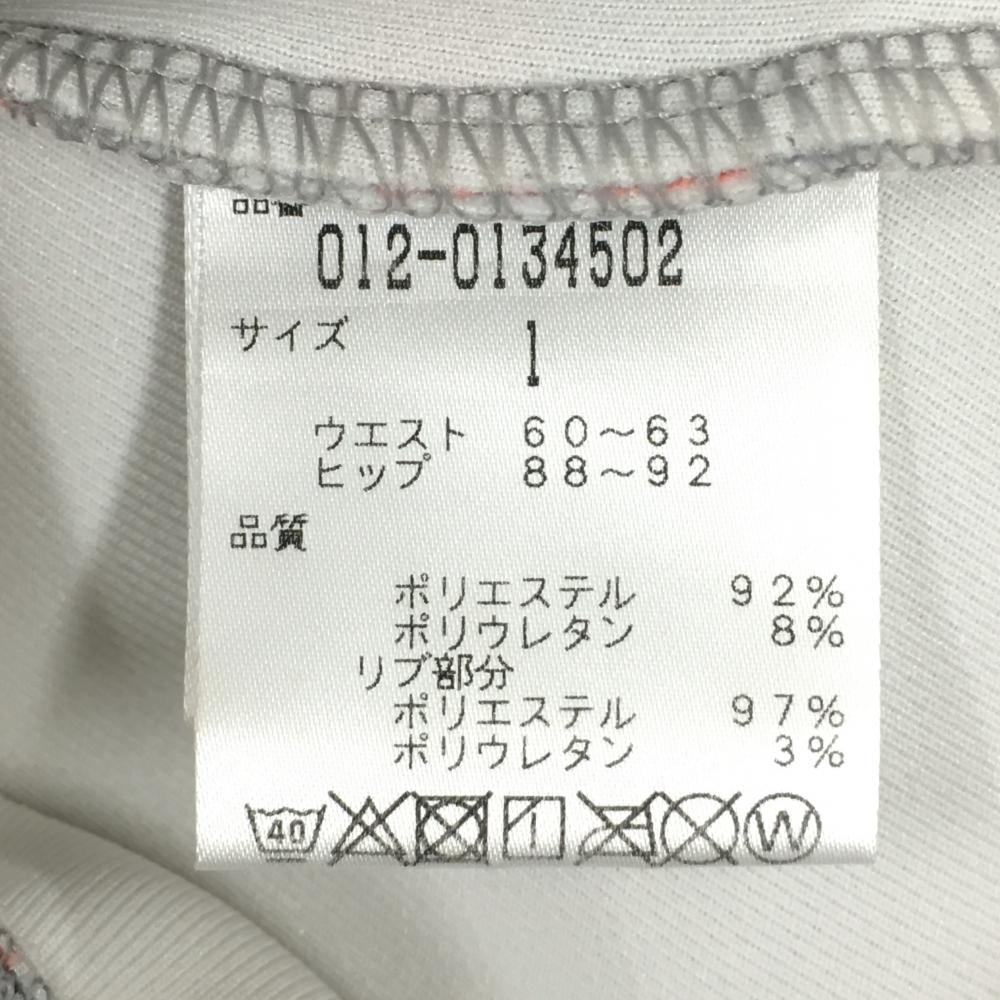 012-0134502
サイズ 1
ウエスト 60～63
ヒップ 88～92
品質
ポリエステル 92%
ポリウレタン 8%
リブ部分
ポリエステル 97%
ポリウレタン 3%
40 W